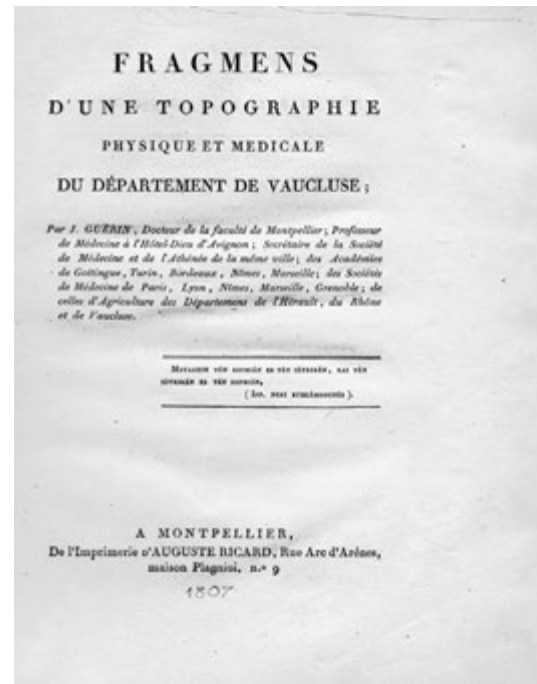 FRAGMENS
D'UNE TOPOGRAPHIE
PHYSIQUE ET MEDICALE
DU DÉPARTEMENT DE VAUCLUSE ;
Par J. GUÉRIN, Docteur de la faculté de Montpellier ; Professeur
de Médecine à l'Hôtel-Dieu d'Avignon ; Secrétaire de la Société
de Médecine et de l'Athénée de la même ville ; des Académies
de Gottingue, Turin, Bordeaux, Nîmes, Marseille ; des Sociétés
de Médecine de Paris, Lyon, Nîmes, Marseille, Grenoble ; de
celles d'Agriculture des Départemens de l'Hérault, du Rhône
et de Vaucluse.
A MONTPELLIER,
De l'Imprimerie D'AUGUSTE RICARD, Rue Arc d'Arènes,
maison Plagniol, n.º 9
1807